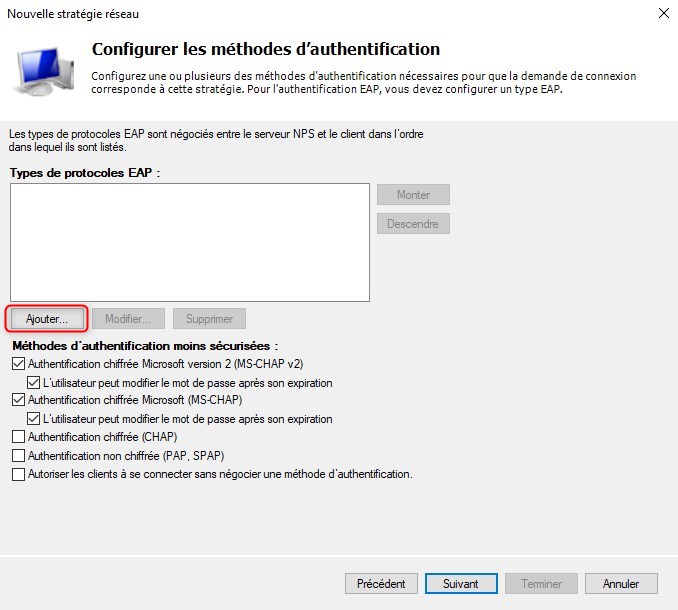 Nouvelle stratégie réseau
Configurer les méthodes d'authentification
Configurez une ou plusieurs des méthodes d'authentification nécessaires pour que la demande de connexion
corresponde à cette stratégie. Pour l'authentification EAP, vous devez configurer un type EAP.
Les types de protocoles EAP sont négociés entre le serveur NPS et le client dans l'ordre
dans lequel ils sont listés.
Types de protocoles EAP :
Monter
Descendre
Ajouter...
Modifier...
Supprimer
Méthodes d'authentification moins sécurisées :
Authentification chiffrée Microsoft version 2 (MS-CHAP v2)
L'utilisateur peut modifier le mot de passe après son expiration
Authentification chiffrée Microsoft (MS-CHAP)
L'utilisateur peut modifier le mot de passe après son expiration
Authentification chiffrée (CHAP)
Authentification non chiffrée (PAP, SPAP)
Autoriser les clients à se connecter sans négocier une méthode d'authentification.
Précédent
Suivant
Terminer
Annuler